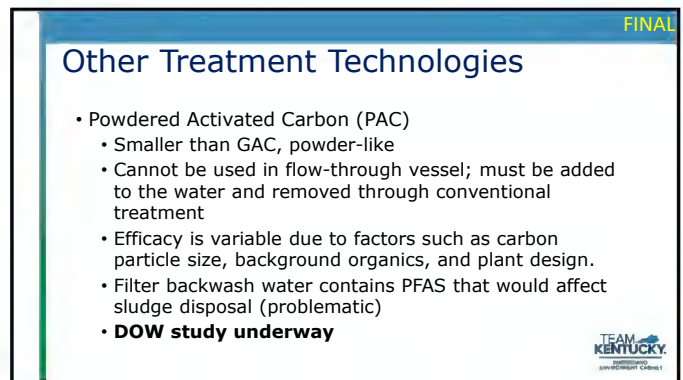 FINAL
Other Treatment Technologies
• Powdered Activated Carbon (PAC)
• Smaller than GAC, powder-like
• Cannot be used in flow-through vessel; must be added
to the water and removed through conventional
treatment
• Efficacy is variable due to factors such as carbon
particle size, background organics, and plant design.
• Filter backwash water contains PFAS that would affect
sludge disposal (problematic)
• DOW study underway
TEAM
KENTUCKY.
ENVIRONMENT CABINET